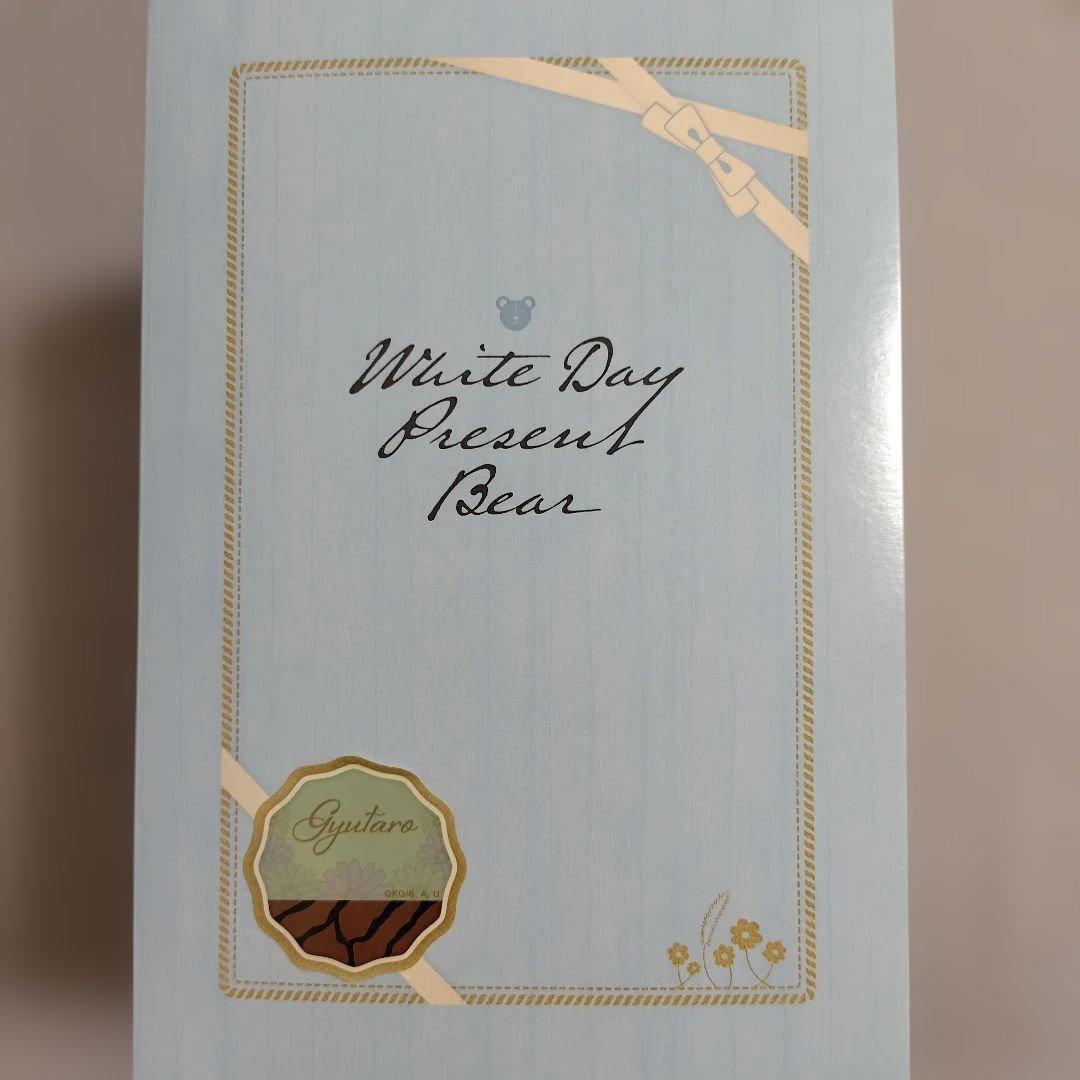 White Day
Present
Bear
Gyutaro
©KG/S, A, U